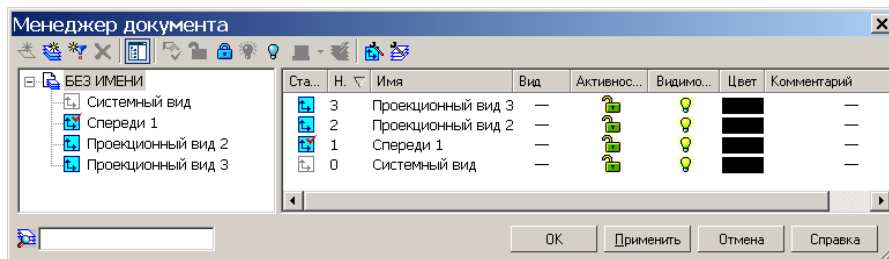 Менеджер документа
БЕЗ ИМЕНИ
Системный вид
Спереди 1
Проекционный вид 2
Проекционный вид 3
Ста... Н. Имя Вид Активнос... Видимо... Цвет Комментарий
3 Проекционный вид 3 — —
2 Проекционный вид 2 — —
1 Спереди 1 — —
0 Системный вид — —
ОК Применить Отмена Справка